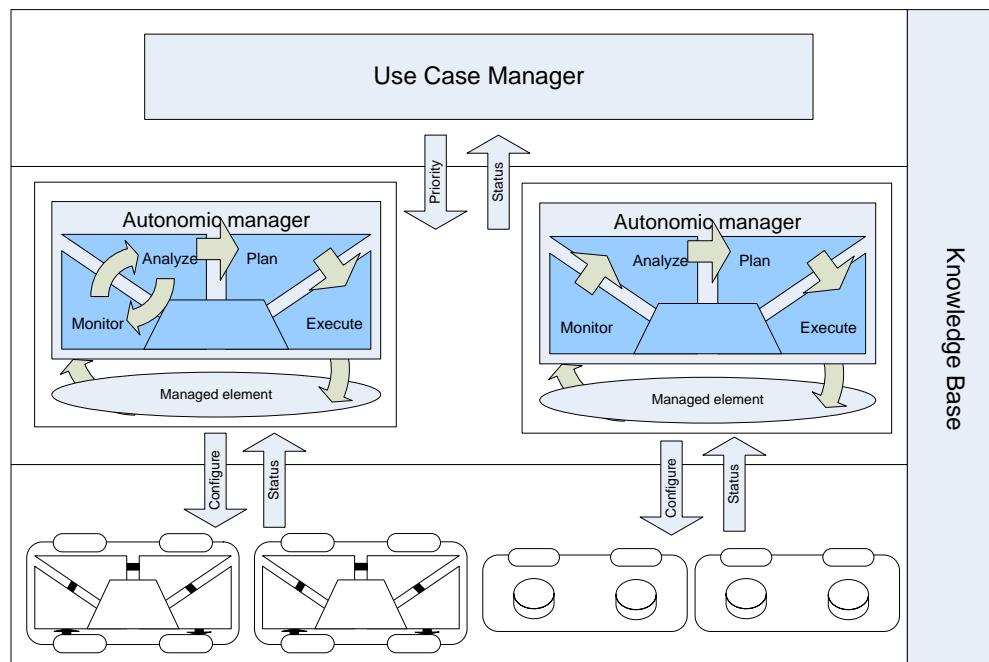 Use Case Manager
Priority
Status
Autonomic manager
Analyze
Plan
Monitor
Execute
Managed element
Autonomic manager
Analyze
Plan
Monitor
Execute
Managed element
Configure
Status
Configure
Status
Knowledge Base